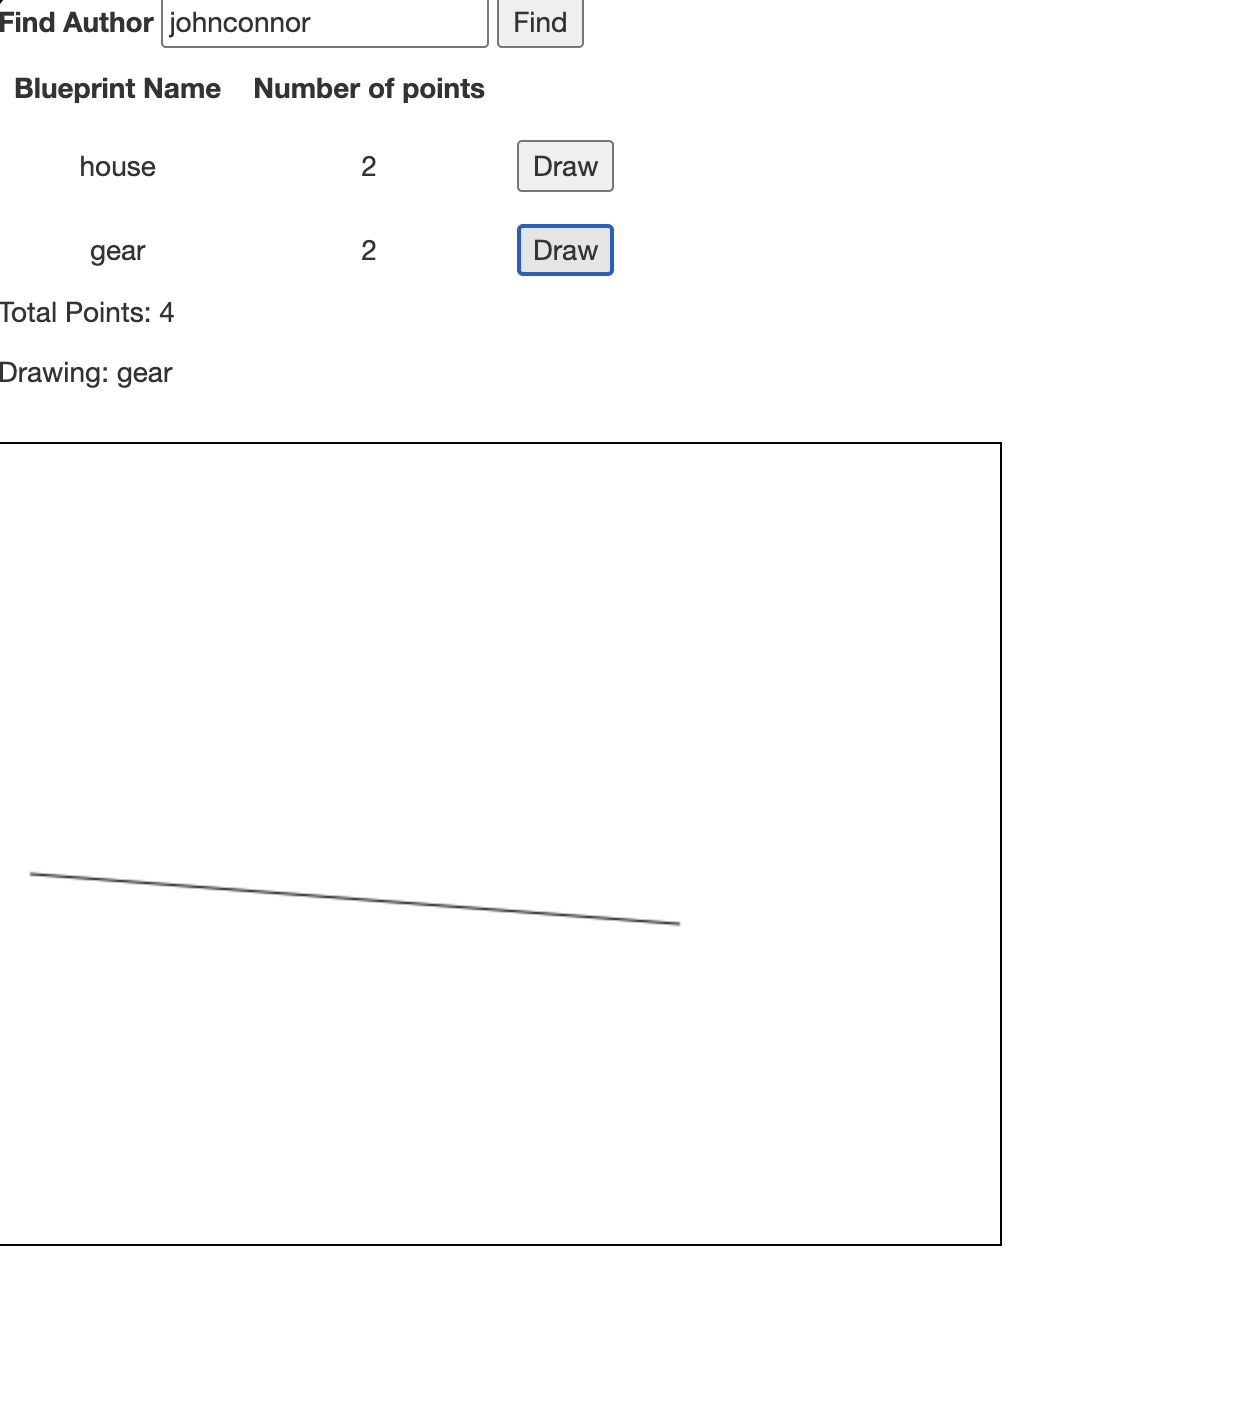 Find Author johnconnor Find
Blueprint Name Number of points
house 2 Draw
gear 2 Draw
Total Points: 4
Drawing: gear